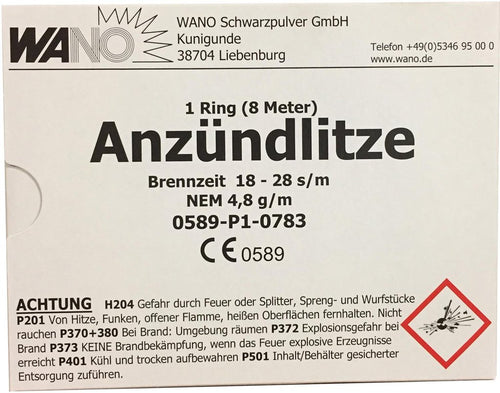 WANO
WANO Schwarzpulver GmbH
Kunigunde
38704 Liebenburg
Telefon +49(0)5346 95 00 0
www.wano.de
1 Ring (8 Meter)
Anzündlitze
Brennzeit 18 - 28 s/m
NEM 4,8 g/m
0589-P1-0783
CE 0589
ACHTUNG H204 Gefahr durch Feuer oder Splitter, Spreng- und Wurfstücke
P201 Von Hitze, Funken, offener Flamme, heißen Oberflächen fernhalten. Nicht
rauchen P370+380 Bei Brand: Umgebung räumen P372 Explosionsgefahr bei
Brand P373 KEINE Brandbekämpfung, wenn das Feuer explosive Erzeugnisse
erreicht P401 Kühl und trocken aufbewahren P501 Inhalt/Behälter gesicherter
Entsorgung zuführen.